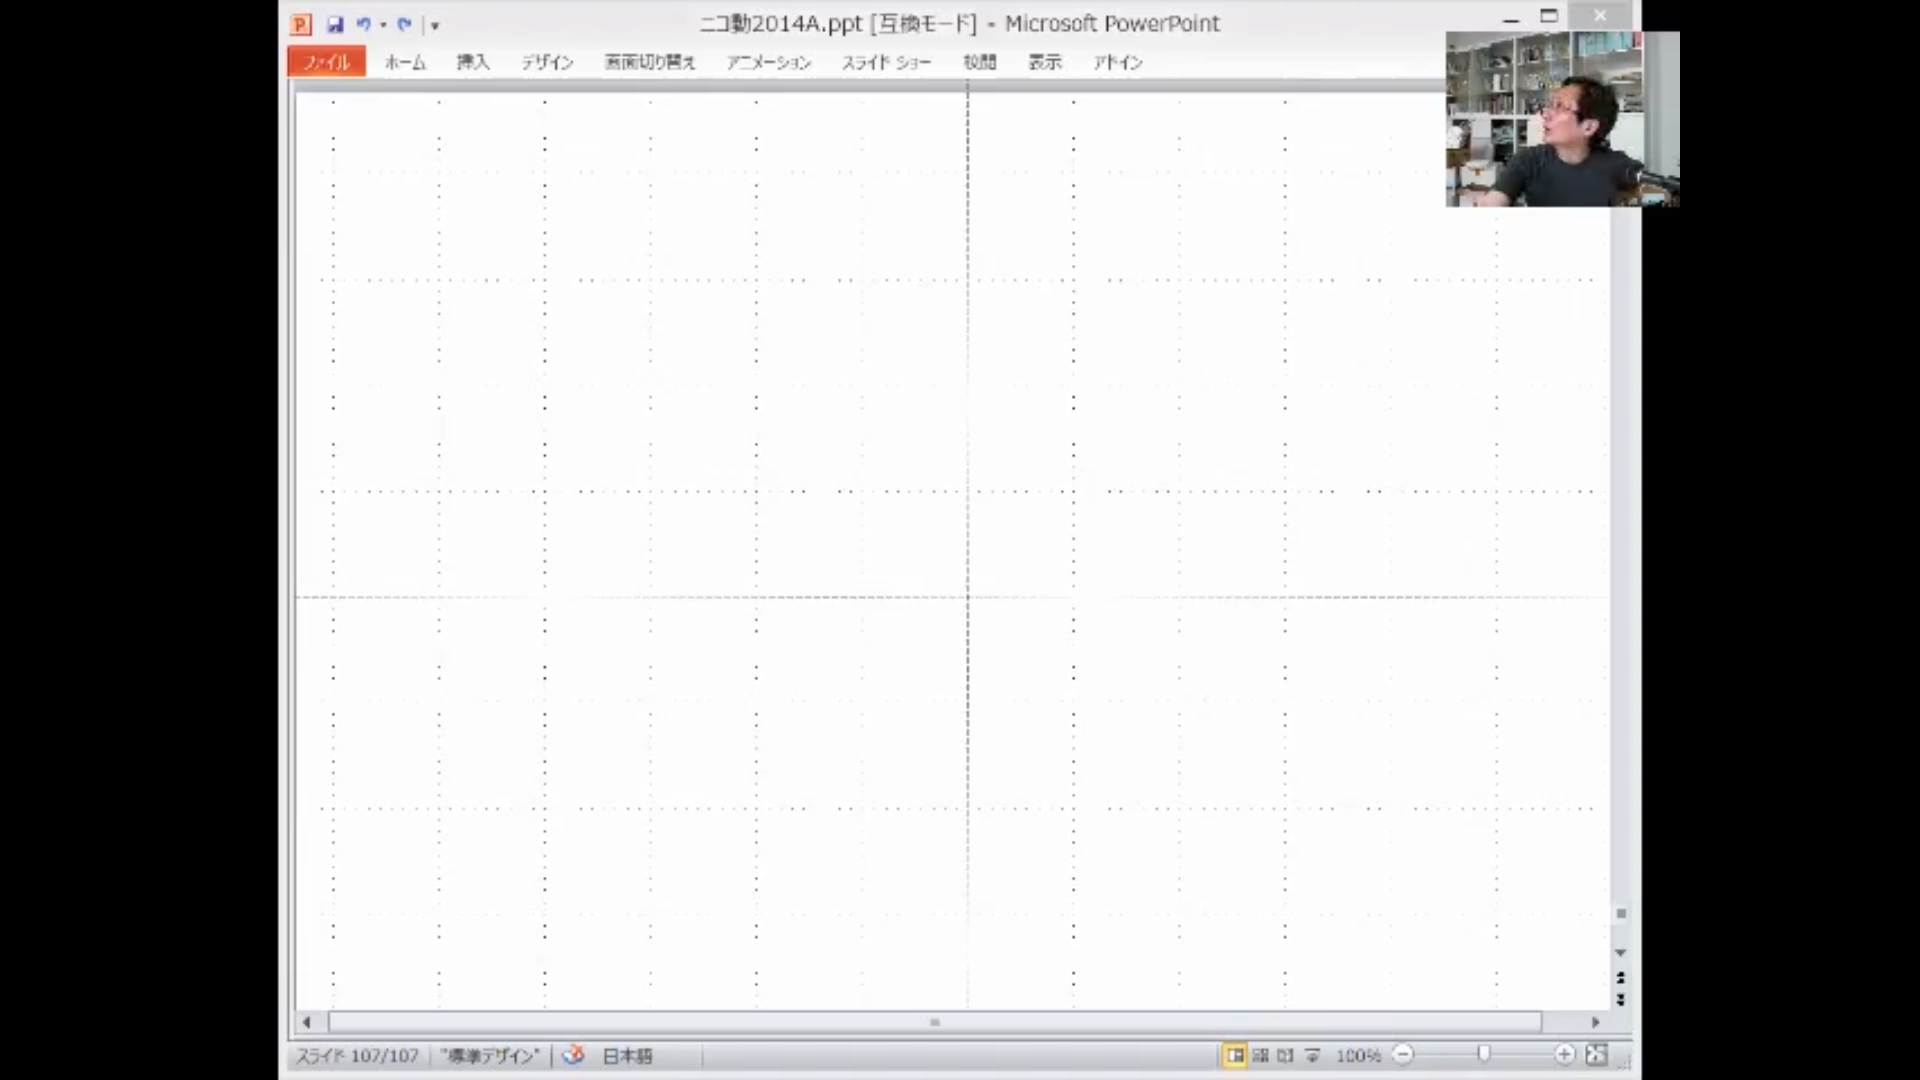 ニコ動2014A.ppt [互換モード] - Microsoft PowerPoint
ファイル ホーム 挿入 デザイン 画面切り替え アニメーション スライド ショー 校閲 表示 アドイン
スライド 107/107 "標準デザイン" 日本語 100%